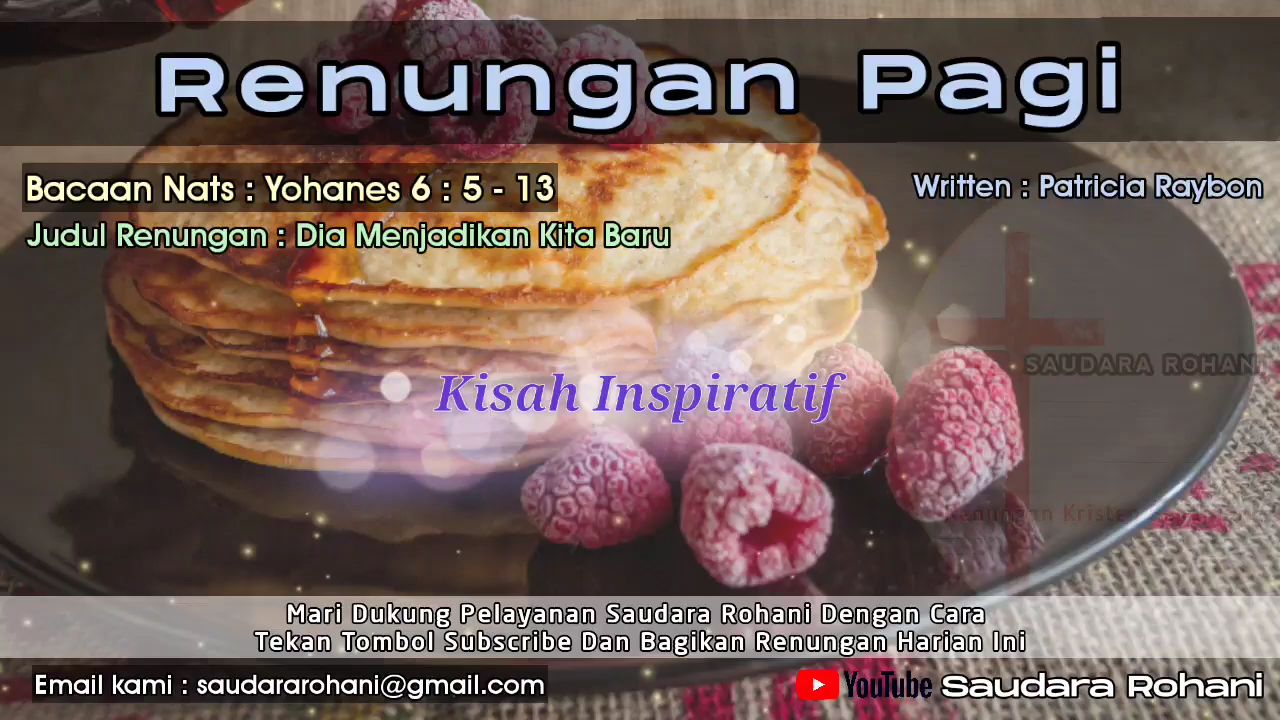 Renungan Pagi
Bacaan Nats : Yohanes 6 : 5 - 13
Written : Patricia Raybon
Judul Renungan : Dia Menjadikan Kita Baru
SAUDARA ROHANI
Kisah Inspiratif
Renungan Kristen
Mari Dukung Pelayanan Saudara Rohani Dengan Cara
Tekan Tombol Subscribe Dan Bagikan Renungan Harian Ini
Email kami : saudararohani@gmail.com
YouTube Saudara Rohani